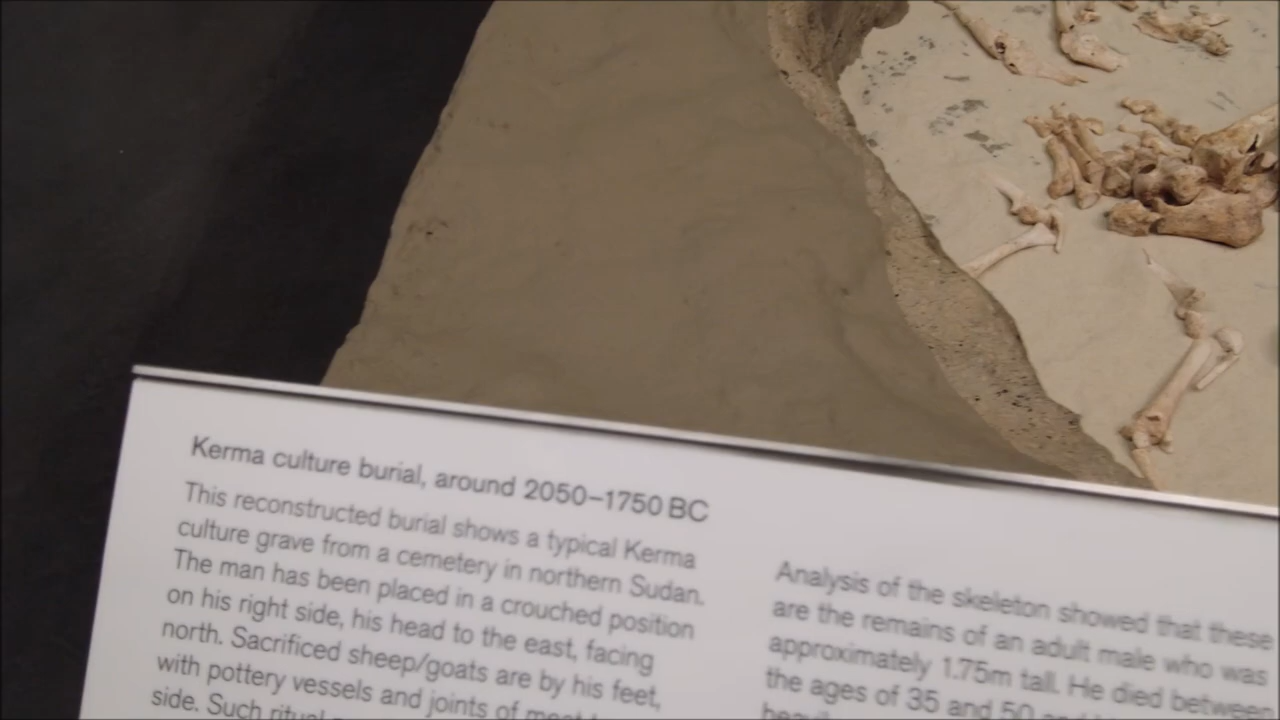 Kerma culture burial, around 2050–1750 BC
This reconstructed burial shows a typical Kerma
culture grave from a cemetery in northern Sudan.
The man has been placed in a crouched position
on his right side, his head to the east, facing
north. Sacrificed sheep/goats are by his feet,
with pottery vessels and joints of meat
side. Such ritual
Analysis of the skeleton showed that these
are the remains of an adult male who was
approximately 1.75m tall. He died between
the ages of 35 and 50